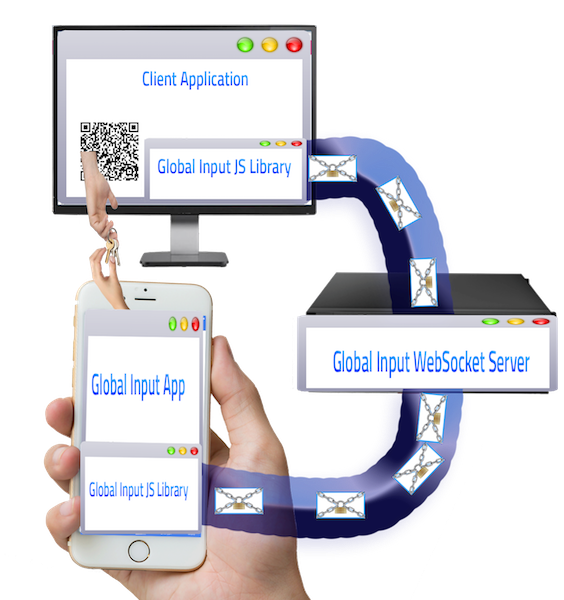 Client Application
Global Input JS Library
Global Input WebSocket Server
Global Input App
Global Input JS Library